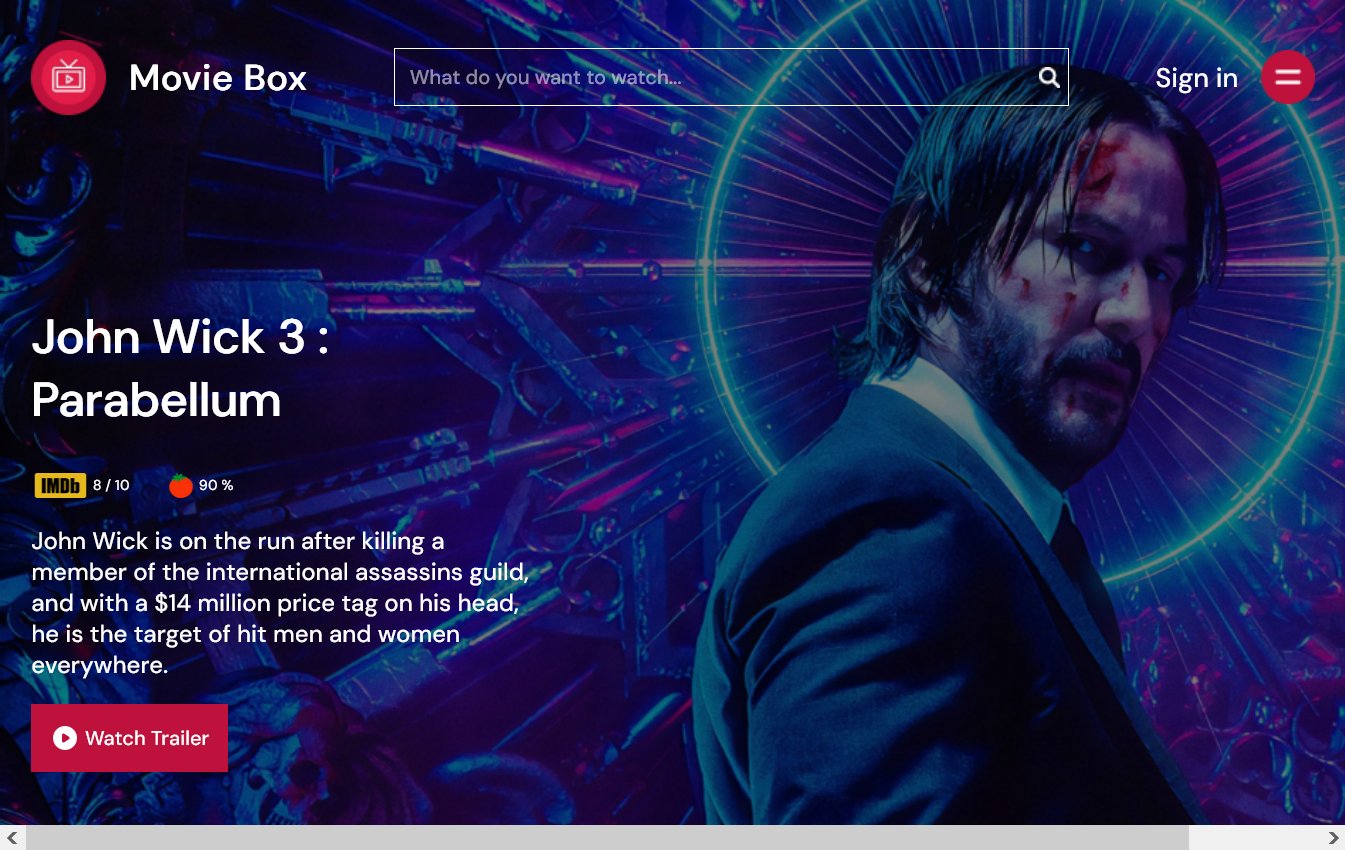 Movie Box
What do you want to watch...
Sign in
John Wick 3 :
Parabellum
IMDb 8 / 10 90 %
John Wick is on the run after killing a
member of the international assassins guild,
and with a $14 million price tag on his head,
he is the target of hit men and women
everywhere.
Watch Trailer